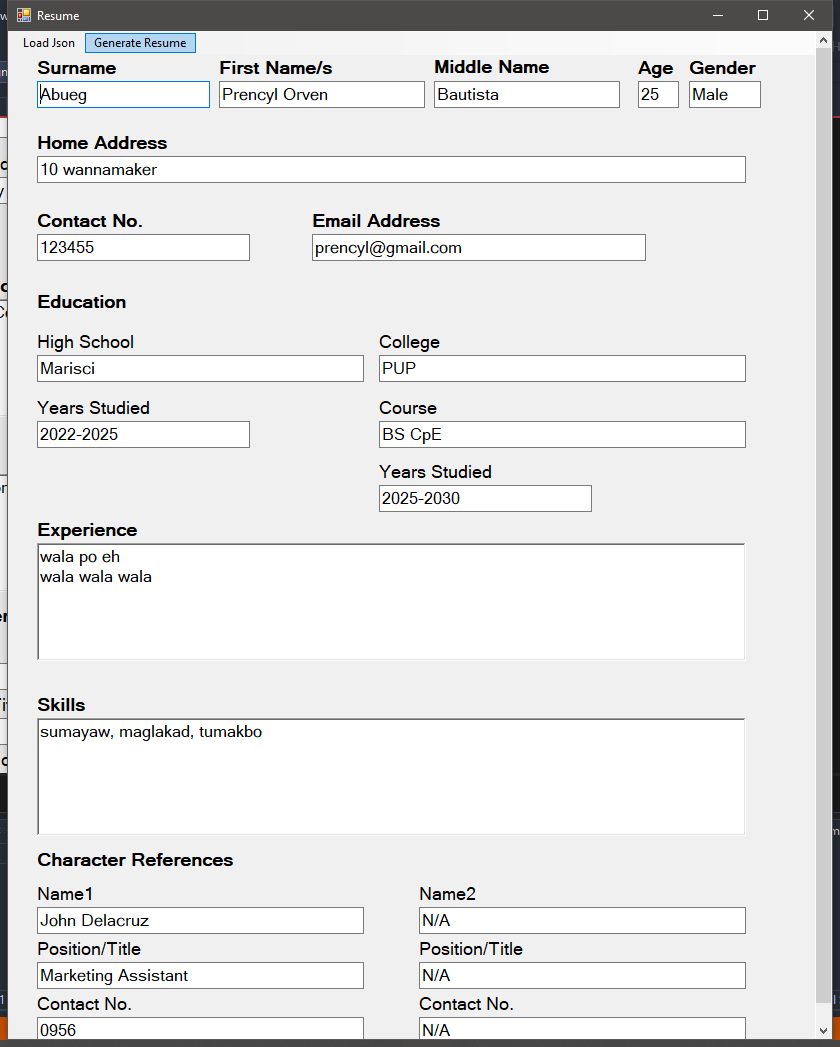 Resume
Load Json Generate Resume
Surname First Name/s Middle Name Age Gender
Abueg Prencyl Orven Bautista 25 Male
Home Address
10 wannamaker
Contact No. Email Address
123455 prencyl@gmail.com
Education
High School College
Marisci PUP
Years Studied Course
2022-2025 BS CpE
Years Studied
2025-2030
Experience
wala po eh
wala wala wala
Skills
sumayaw, maglakad, tumakbo
Character References
Name1 Name2
John Delacruz N/A
Position/Title Position/Title
Marketing Assistant N/A
Contact No. Contact No.
0956 N/A